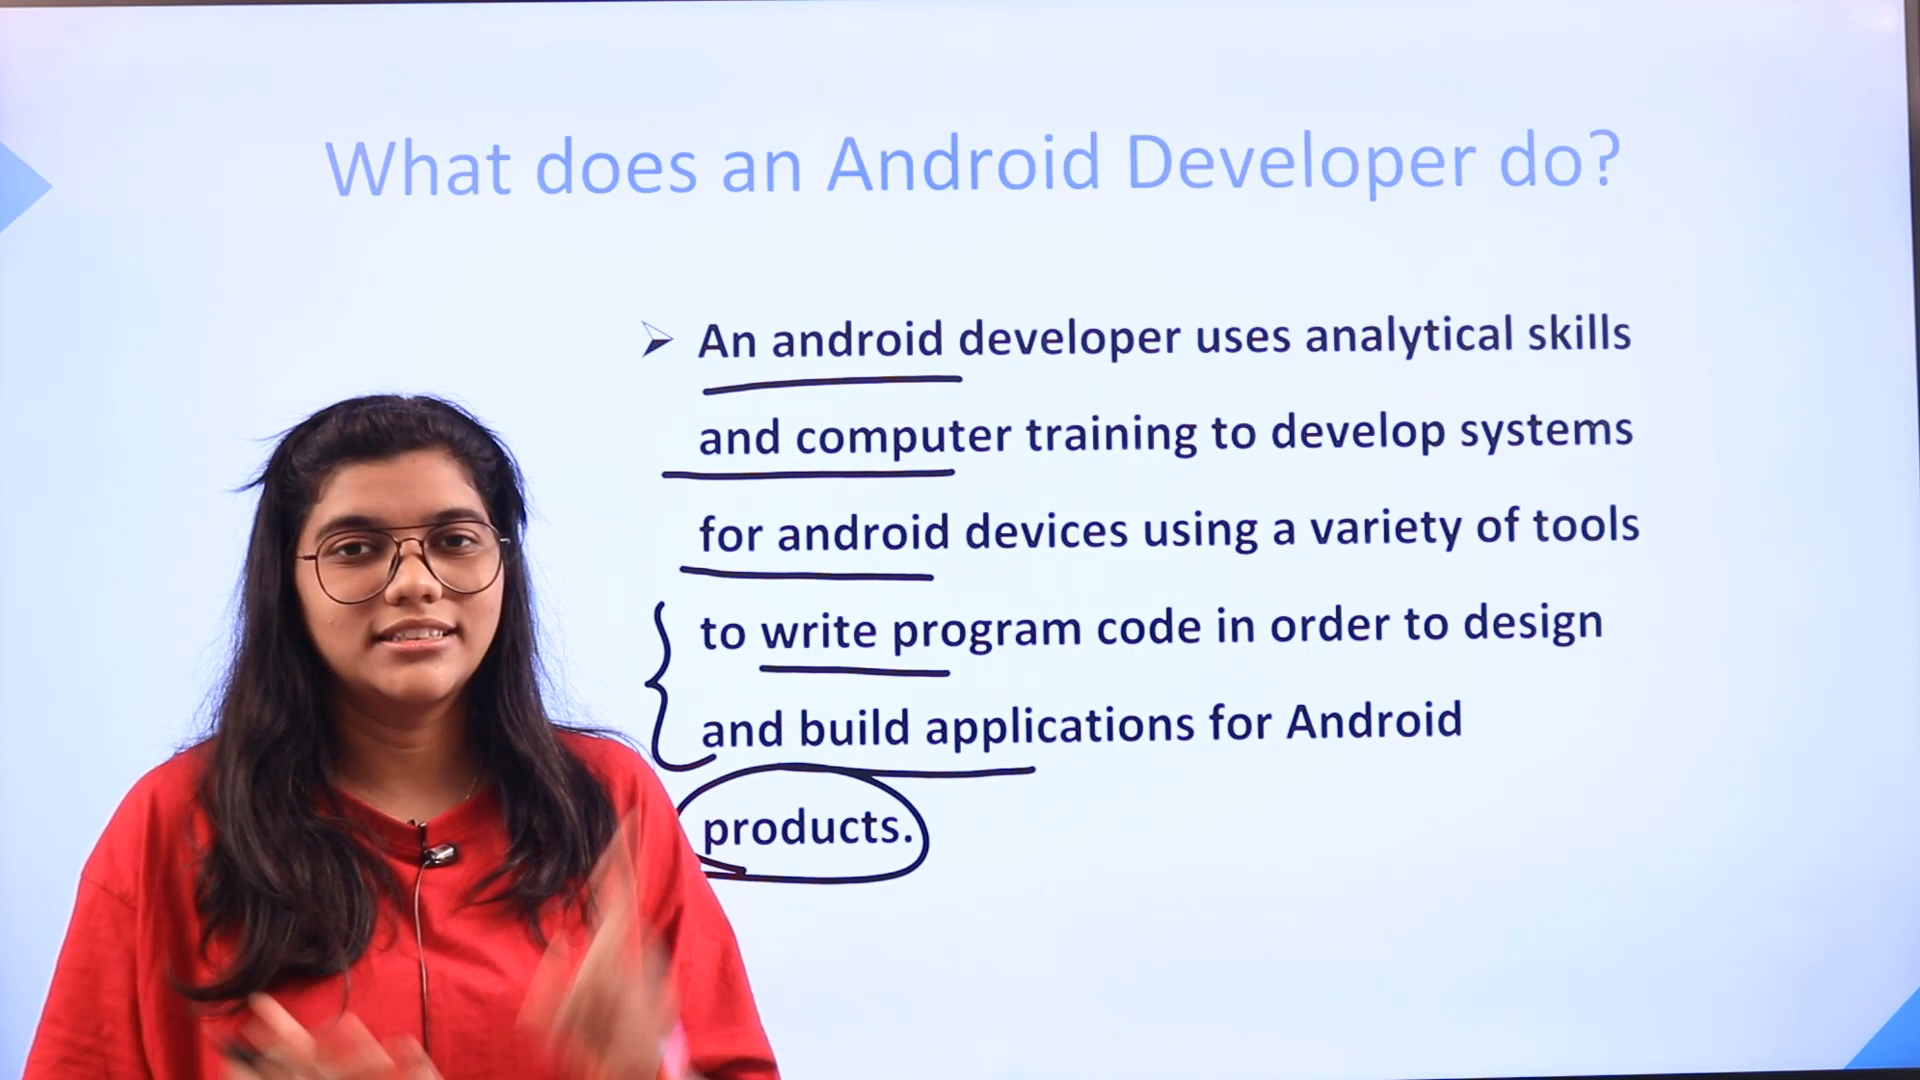 What does an Android Developer do?
An android developer uses analytical skills
and computer training to develop systems
for android devices using a variety of tools
to write program code in order to design
and build applications for Android
products.